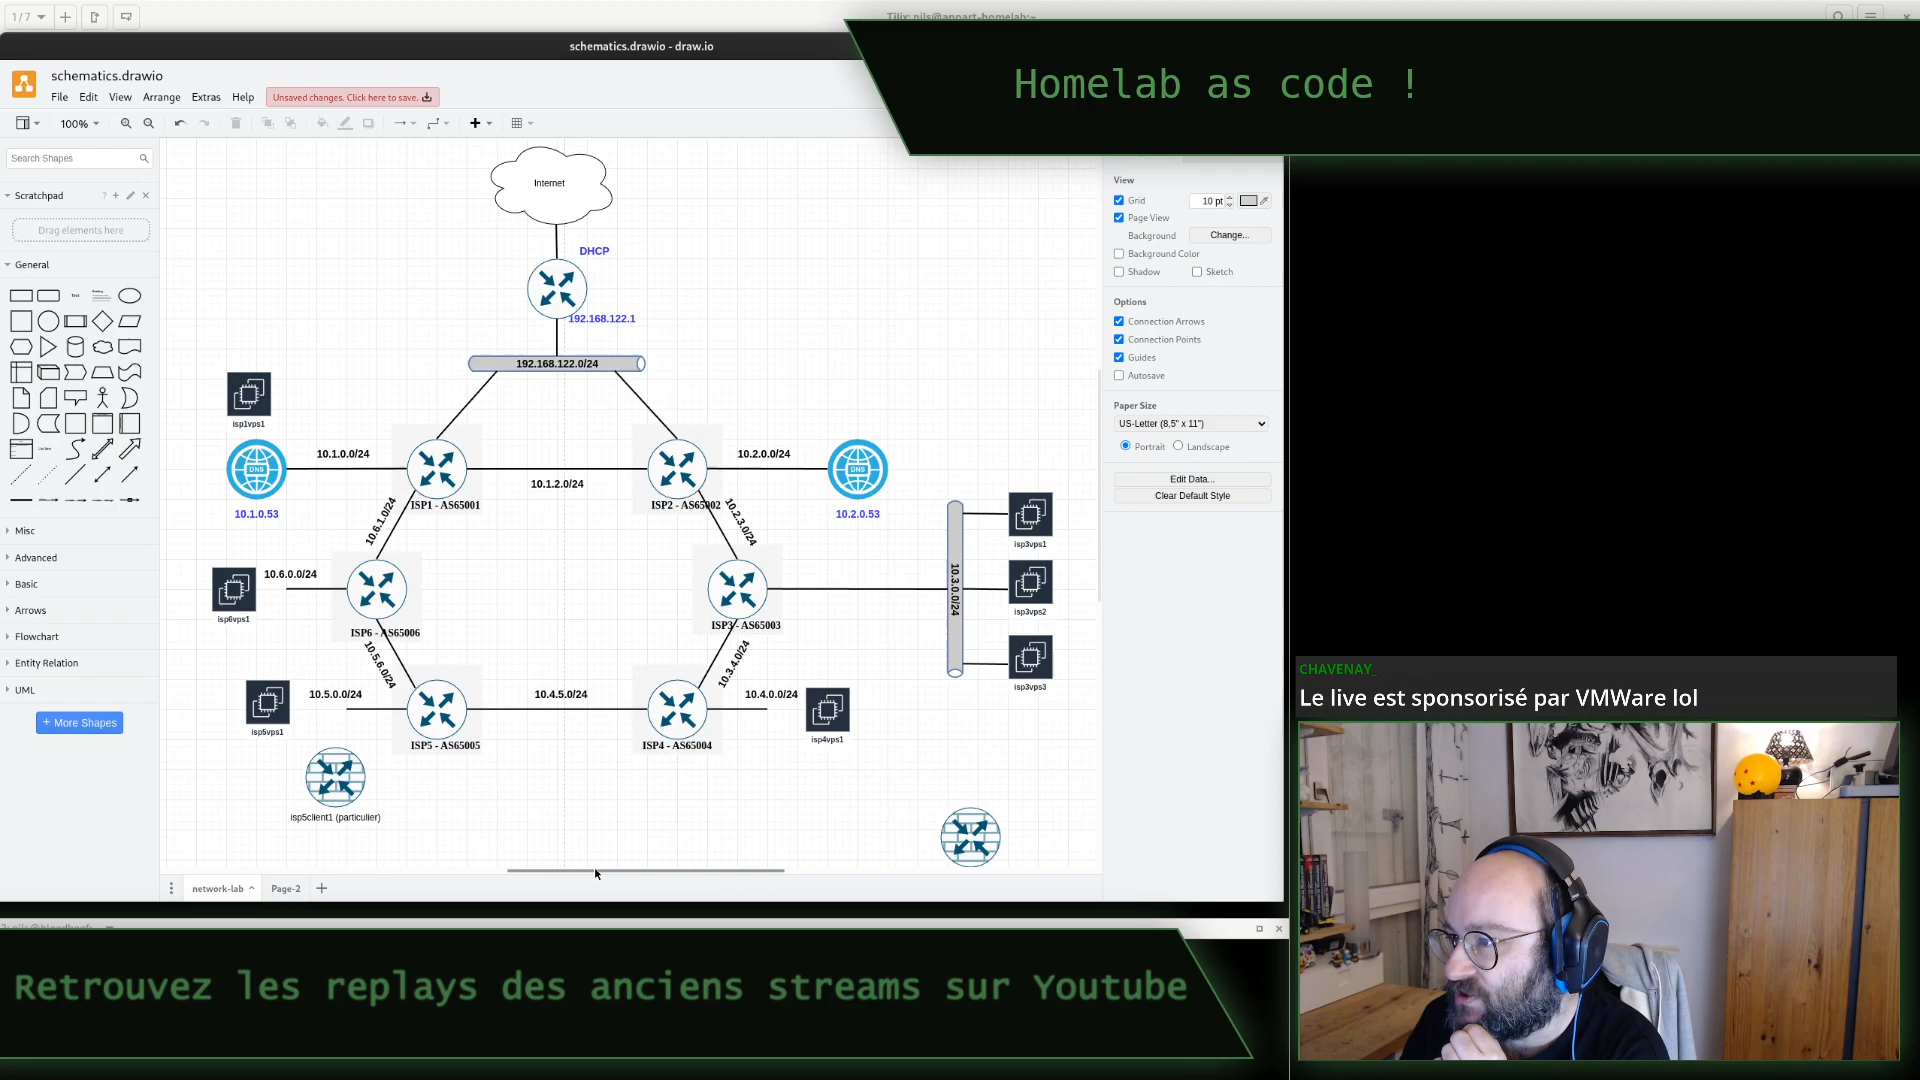 1/7
Tilix: nils@appart-homelab:~
Homelab as code !
schematics.drawio - draw.io
schematics.drawio
File Edit View Arrange Extras Help Unsaved changes. Click here to save.
100%
Search Shapes
Scratchpad
Drag elements here
General
Text
Misc
Advanced
Basic
Arrows
Flowchart
Entity Relation
UML
+ More Shapes
Internet
DHCP
192.168.122.1
192.168.122.0/24
isp1vps1
10.1.0.0/24
10.1.2.0/24
10.2.0.0/24
DNS
DNS
ISP1 - AS65001
ISP2 - AS65002
10.1.0.53
10.2.0.53
10.6.1.0/24
10.2.3.0/24
isp3vps1
10.6.0.0/24
10.3.0.0/24
isp6vps1
isp3vps2
ISP6 - AS65006
ISP3 - AS65003
10.5.6.0/24
10.3.4.0/24
isp3vps3
10.5.0.0/24
10.4.5.0/24
10.4.0.0/24
isp5vps1
isp4vps1
ISP5 - AS65005
ISP4 - AS65004
isp5client1 (particulier)
View
Grid 10 pt
Page View
Background Change...
Background Color
Shadow Sketch
Options
Connection Arrows
Connection Points
Guides
Autosave
Paper Size
US-Letter (8,5" x 11")
Portrait Landscape
Edit Data...
Clear Default Style
network-lab Page-2
CHAVENAY_
Le live est sponsorisé par VMWare lol
Retrouvez les replays des anciens streams sur Youtube